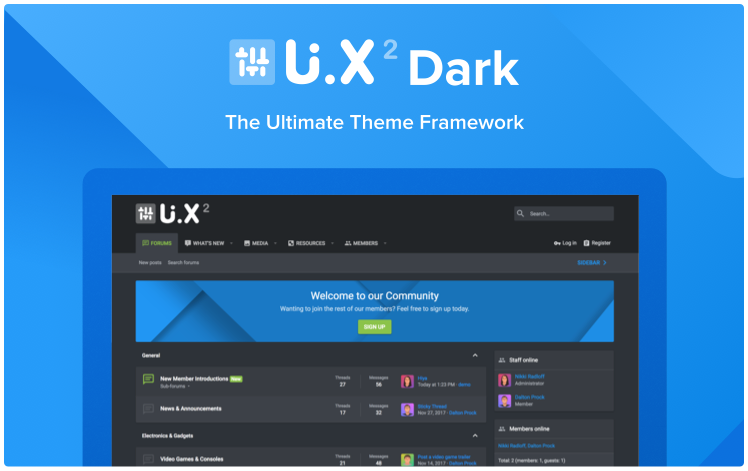 U.X 2 Dark
The Ultimate Theme Framework
U.X 2
Search...
FORUMS WHAT'S NEW MEDIA RESOURCES MEMBERS Log in Register
New posts Search forums SIDEBAR
Welcome to our Community
Wanting to join the rest of our members? Feel free to sign up today.
SIGN UP
General
Staff online
New Member Introductions New
Sub-forums
Threads
27
Messages
56
Hiya
Today at 1:23 PM · demo
Nikki Radloff
Administrator
Dalton Prock
Member
News & Announcements
Threads
17
Messages
32
Sticky Thread
Nov 27, 2017 · Dalton Prock
Members online
Electronics & Gadgets
Nikki Radloff, Dalton Prock
Video Games & Consoles
Threads
21
Messages
48
Post a video game trailer
Nov 14, 2017 · Dalton Prock
Total: 2 (members: 1, guests: 1)